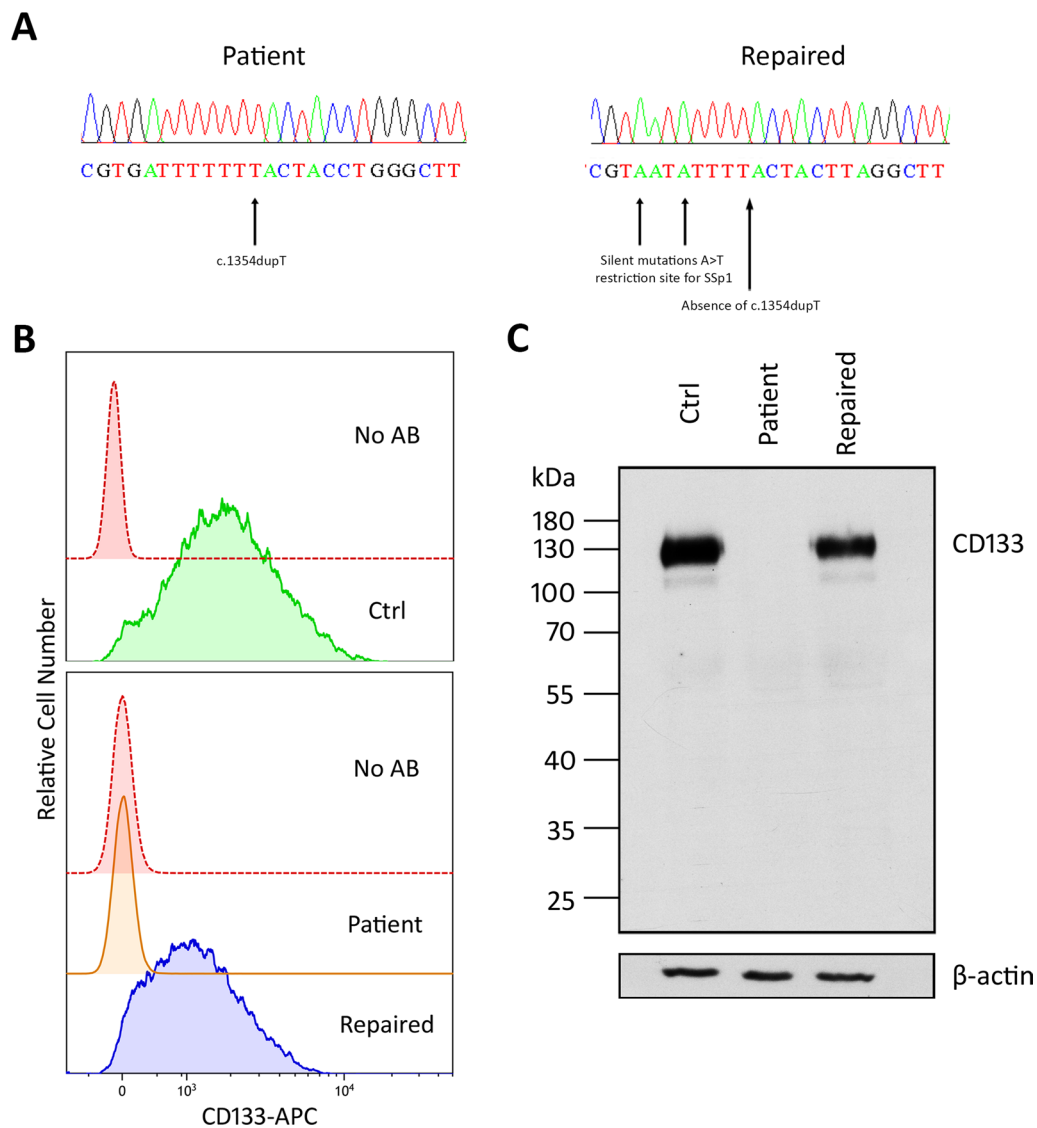 A
Patient
Repaired
CGTGATTTTTTTACTACCTGGGCTT
'CGTAATATTTTACTACTTAGGCTT
c.1354dupT
Silent mutations A>T
restriction site for SSp1
Absence of c.1354dupT
B
No AB
Ctrl
No AB
Patient
Repaired
Relative Cell Number
0 10³ 10⁴
CD133-APC
C
Ctrl
Patient
Repaired
kDa
180
130
100
70
55
40
35
25
CD133
β-actin